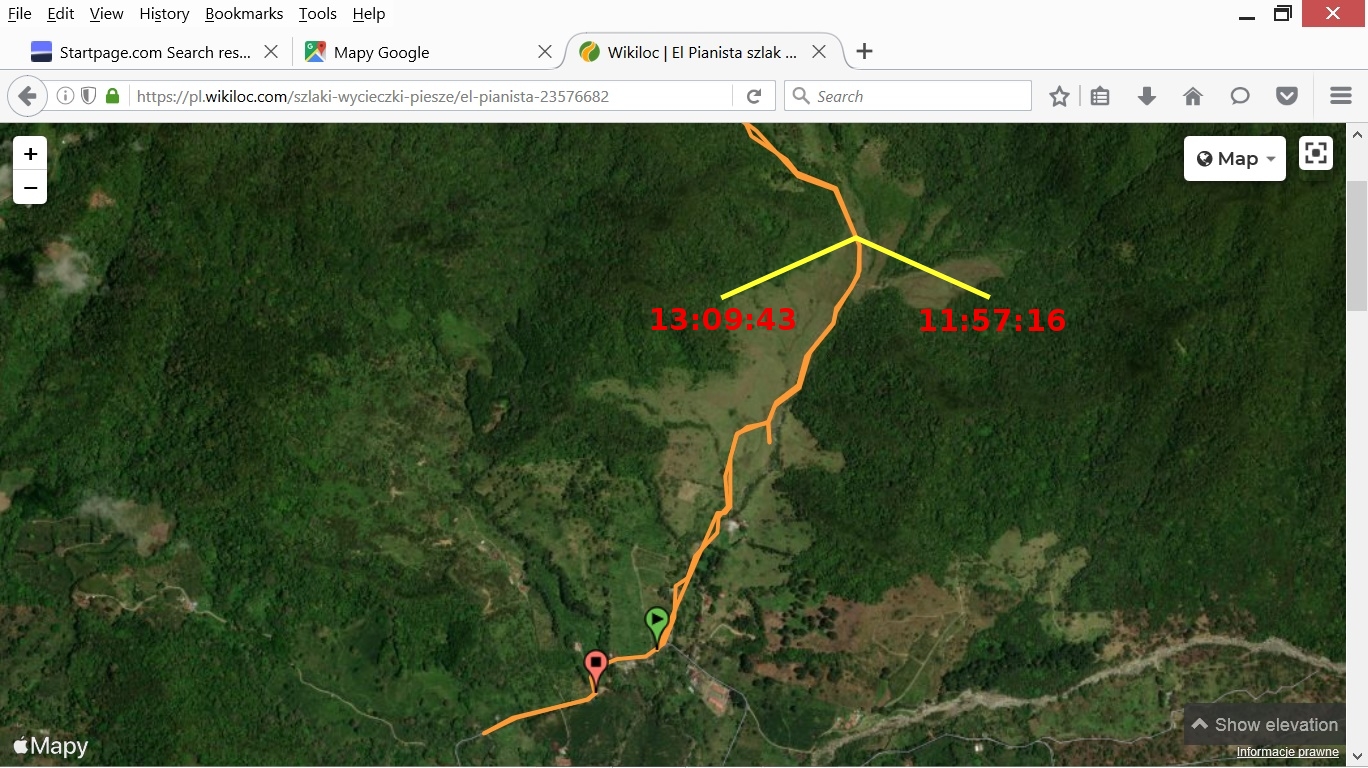 File Edit View History Bookmarks Tools Help
Startpage.com Search res... Mapy Google Wikiloc | El Pianista szlak ...
https://pl.wikiloc.com/szlaki-wycieczki-piesze/el-pianista-23576682 Search
+ Map
−
13:09:43 11:57:16
Show elevation
Mapy Informacje prawne